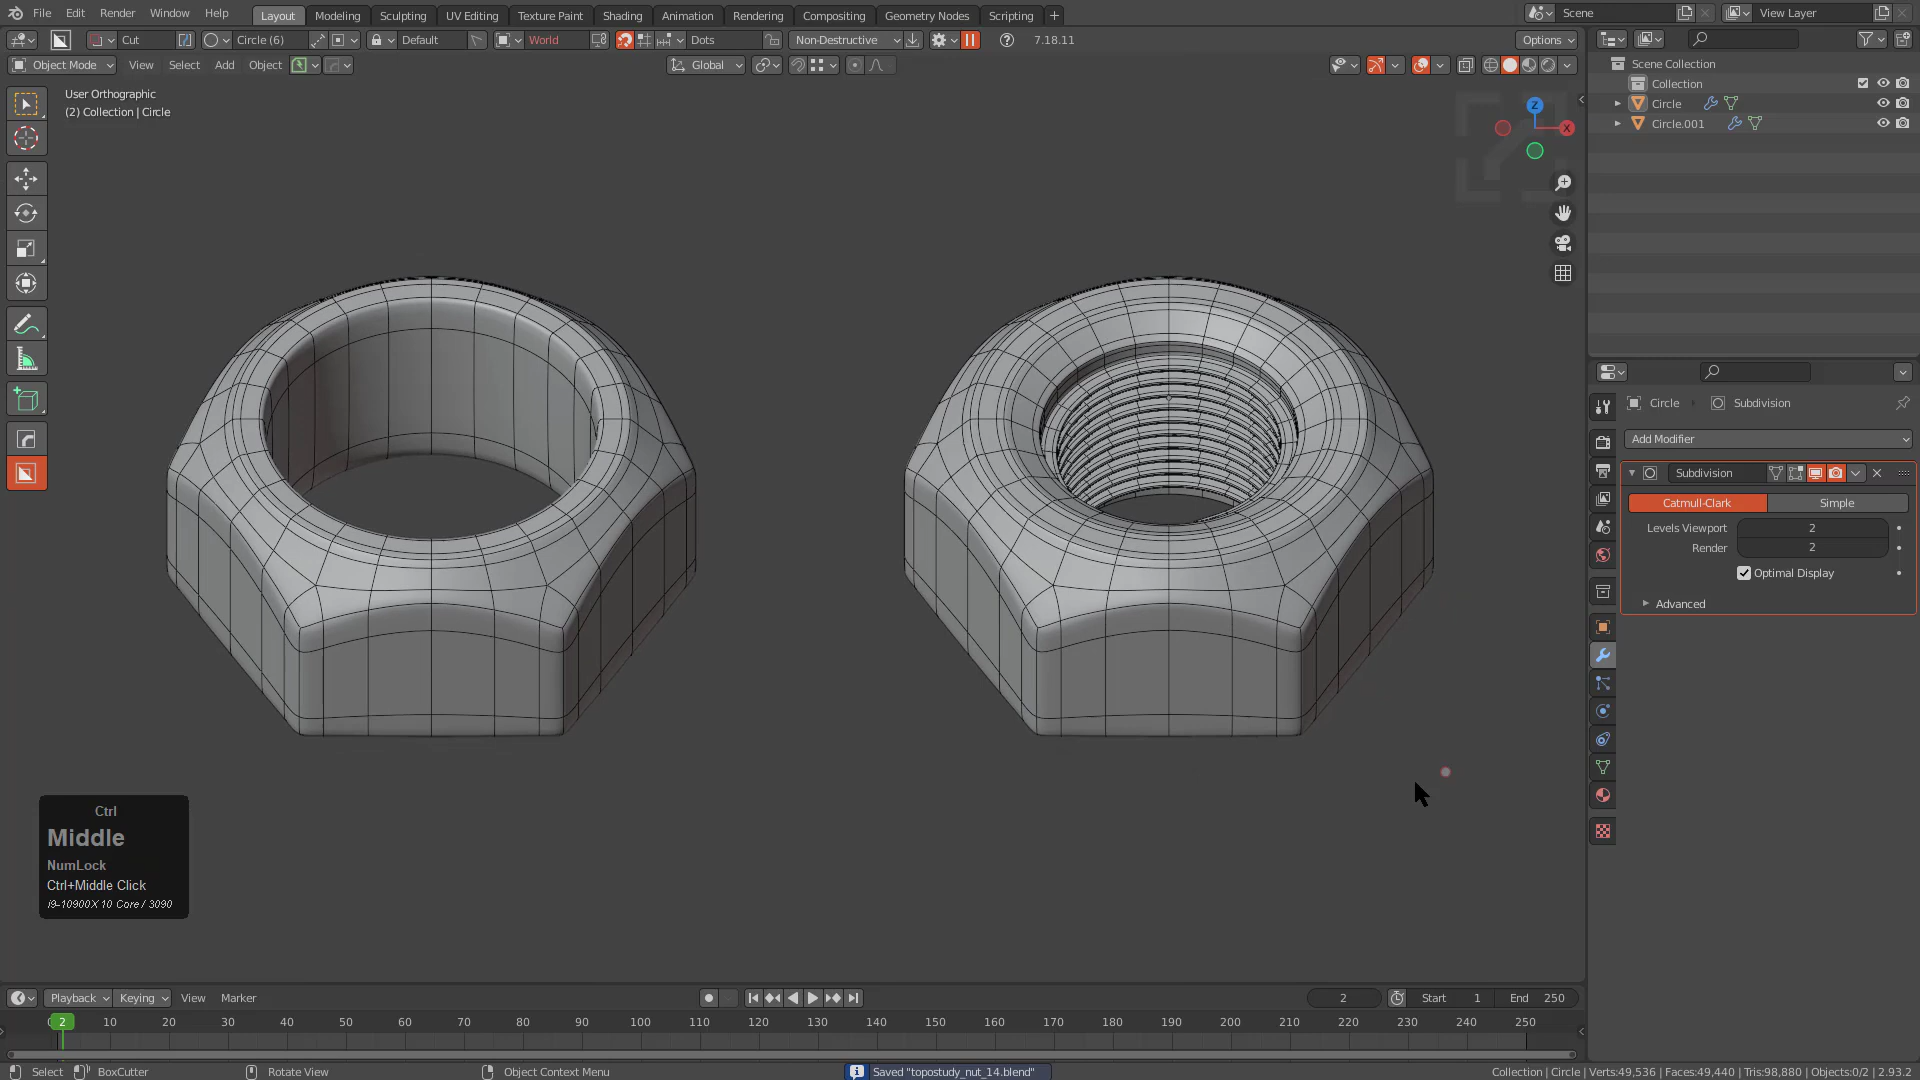 File Edit Render Window Help
Layout Modeling Sculpting UV Editing Texture Paint Shading Animation Rendering Compositing Geometry Nodes Scripting +
Scene View Layer
Cut Circle (6) Default World Dots Non-Destructive 7.18.11 Options
Object Mode View Select Add Object Global
User Orthographic
(2) Collection | Circle
Z
X
Scene Collection
Collection
Circle
Circle.001
Circle Subdivision
Add Modifier
Subdivision
Catmull-Clark Simple
Levels Viewport 2
Render 2
Optimal Display
Advanced
Ctrl
Middle
NumLock
Ctrl+Middle Click
i9-10900X 10 Core / 3090
Playback Keying View Marker 2 Start 1 End 250
2 10 20 30 40 50 60 70 80 90 100 110 120 130 140 150 160 170 180 190 200 210 220 230 240 250
Select BoxCutter Rotate View Object Context Menu Saved "topostudy_nut_14.blend" Collection | Circle | Verts:49,536 | Faces:49,440 | Tris:98,880 | Objects:0/2 | 2.93.2